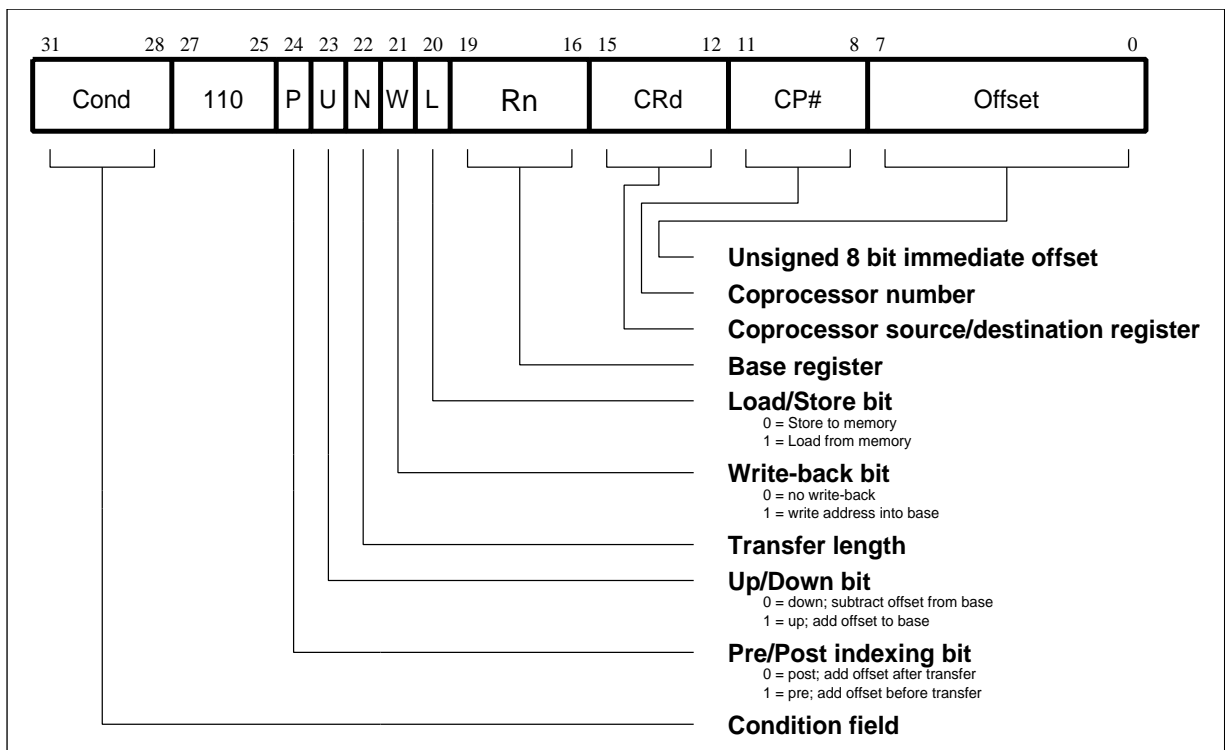 31 28 27 25 24 23 22 21 20 19 16 15 12 11 8 7 0
Cond 110 P U N W L Rn CRd CP# Offset
Unsigned 8 bit immediate offset
Coprocessor number
Coprocessor source/destination register
Base register
Load/Store bit
0 = Store to memory
1 = Load from memory
Write-back bit
0 = no write-back
1 = write address into base
Transfer length
Up/Down bit
0 = down; subtract offset from base
1 = up; add offset to base
Pre/Post indexing bit
0 = post; add offset after transfer
1 = pre; add offset before transfer
Condition field